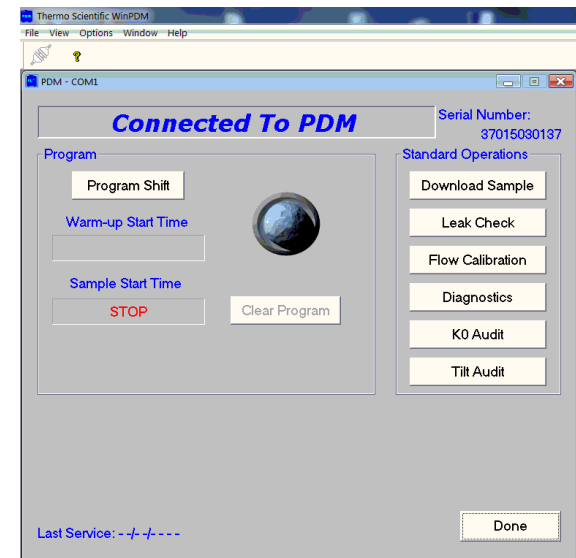 Thermo Scientific WinPDM
File View Options Window Help
?
PDM - COM1
Connected To PDM
Serial Number:
37015030137
Program
Program Shift
Warm-up Start Time
Sample Start Time
STOP
Clear Program
Standard Operations
Download Sample
Leak Check
Flow Calibration
Diagnostics
K0 Audit
Tilt Audit
Last Service: - -/- -/- - - -
Done